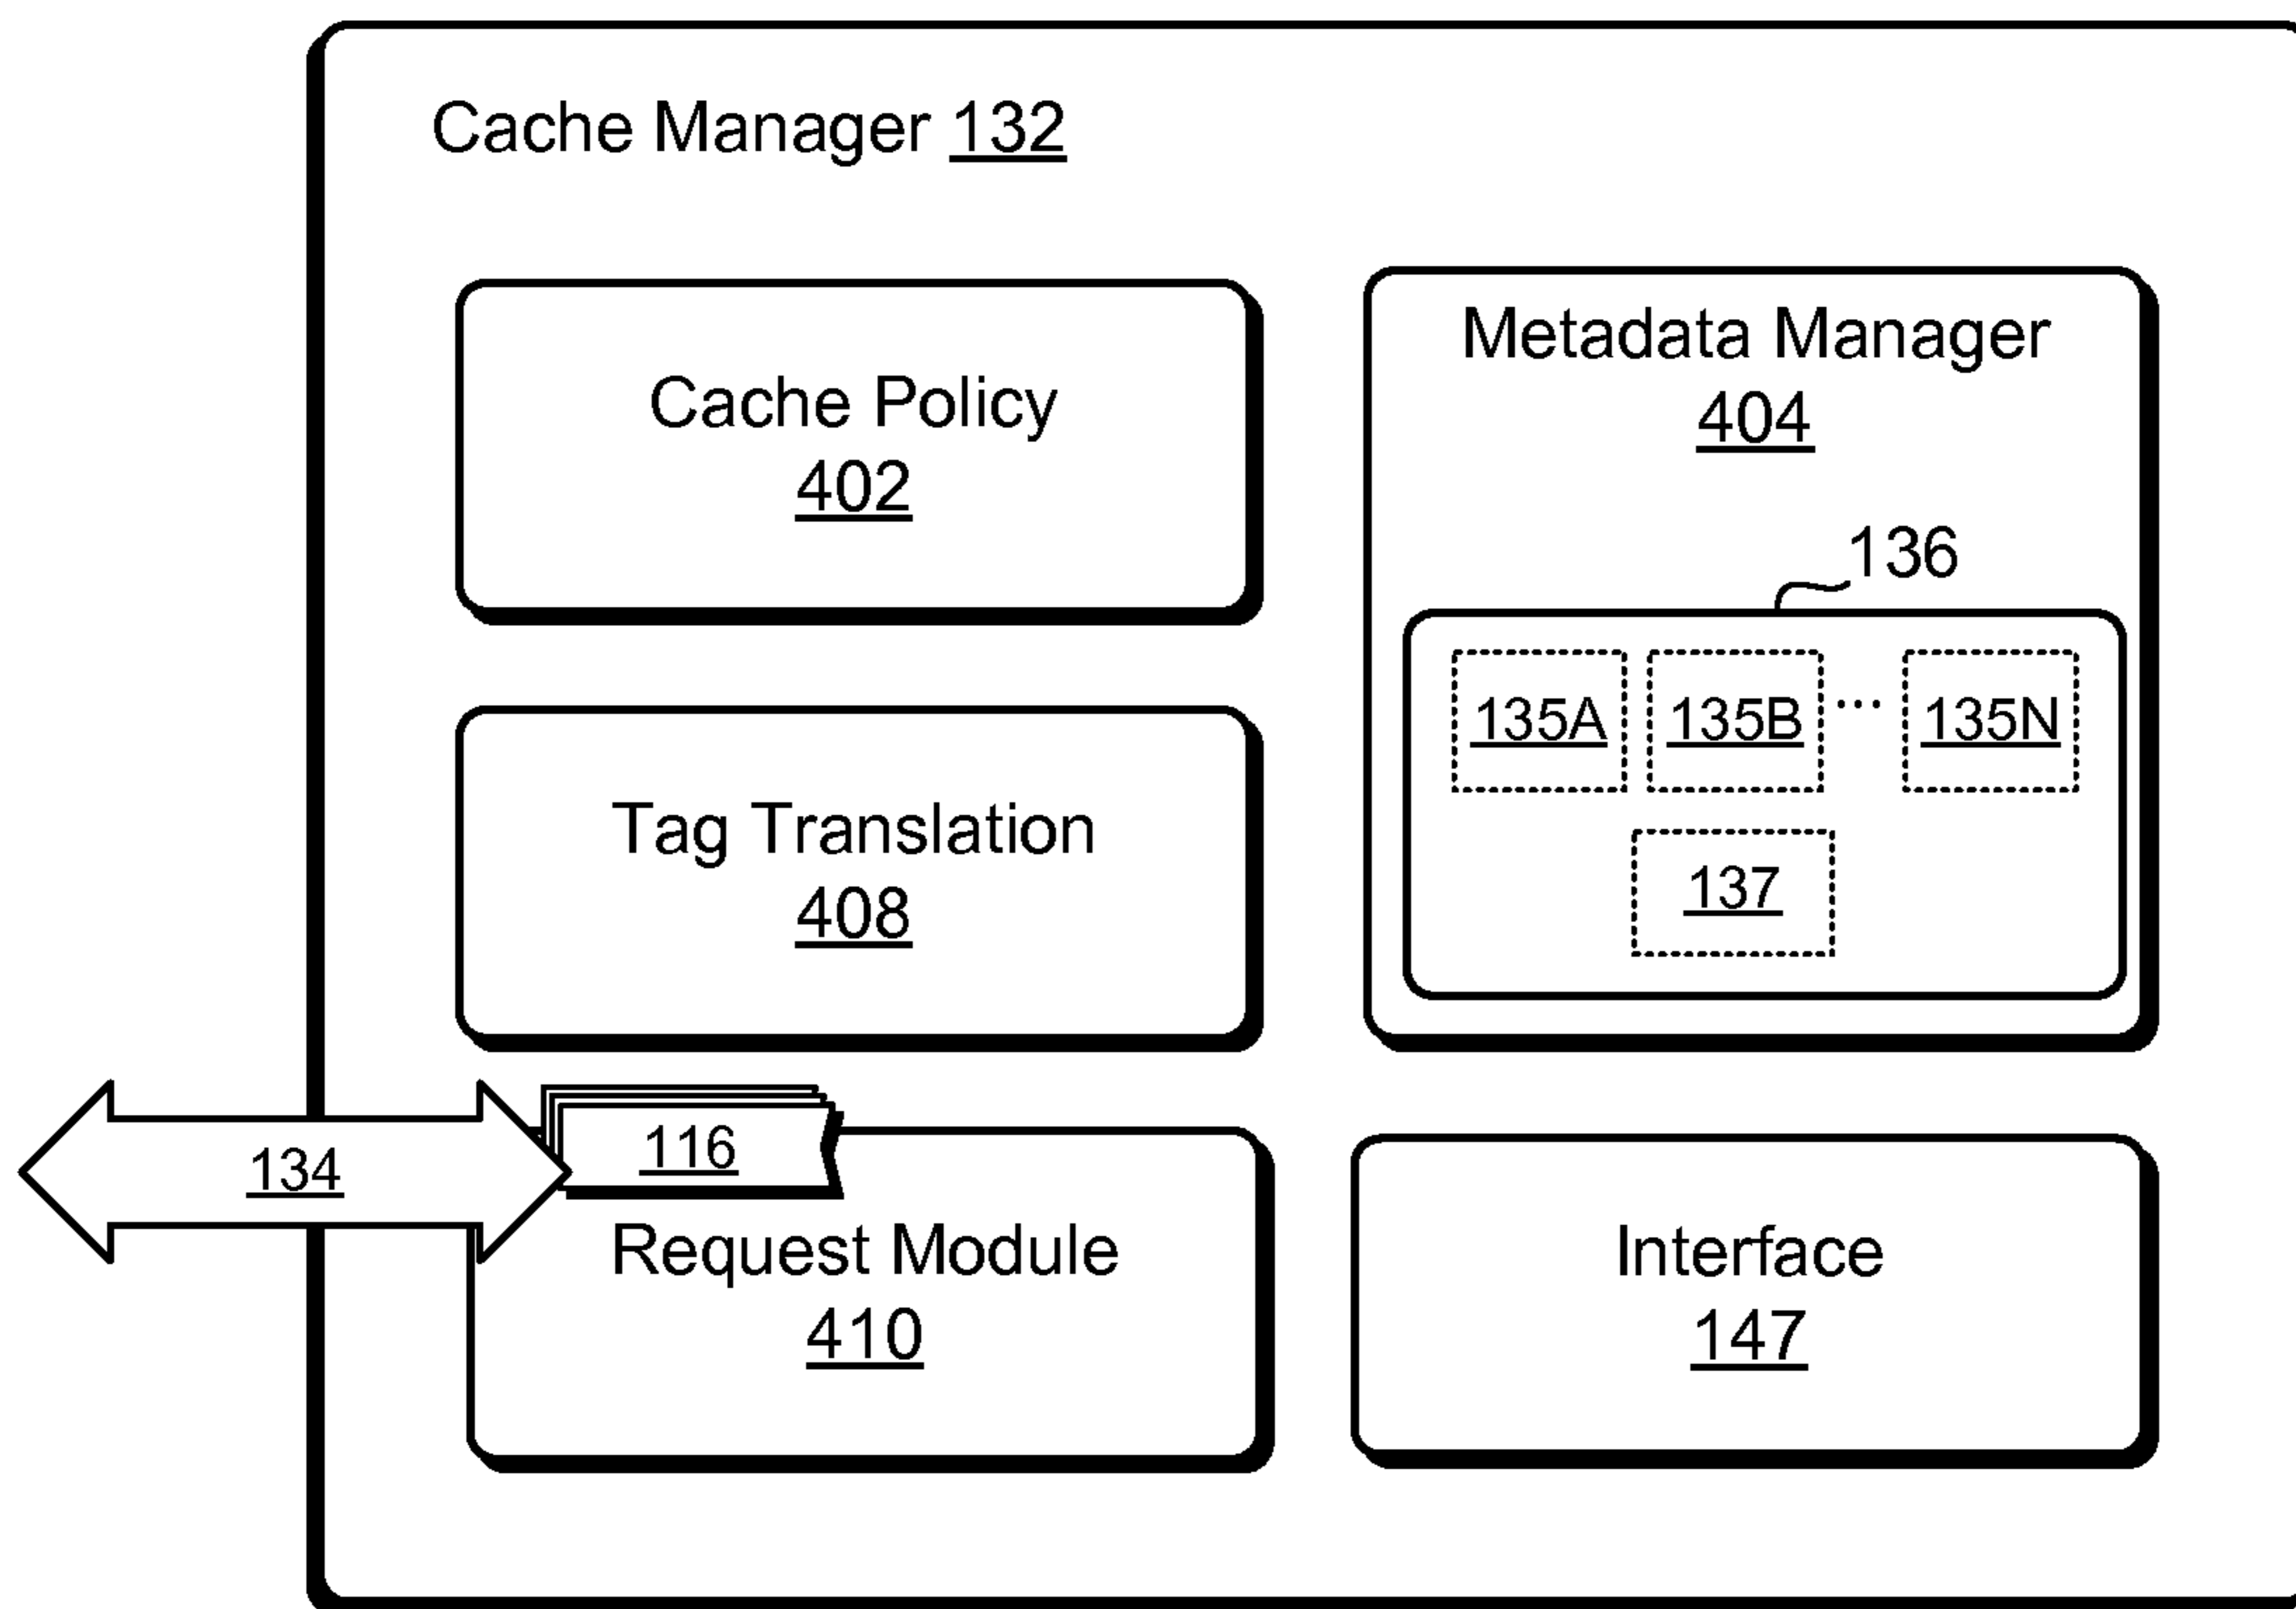 Cache Manager 132
Cache Policy
402
Metadata Manager
404
136
135A 135B ... 135N
137
Tag Translation
408
134
116
Request Module
410
Interface
147